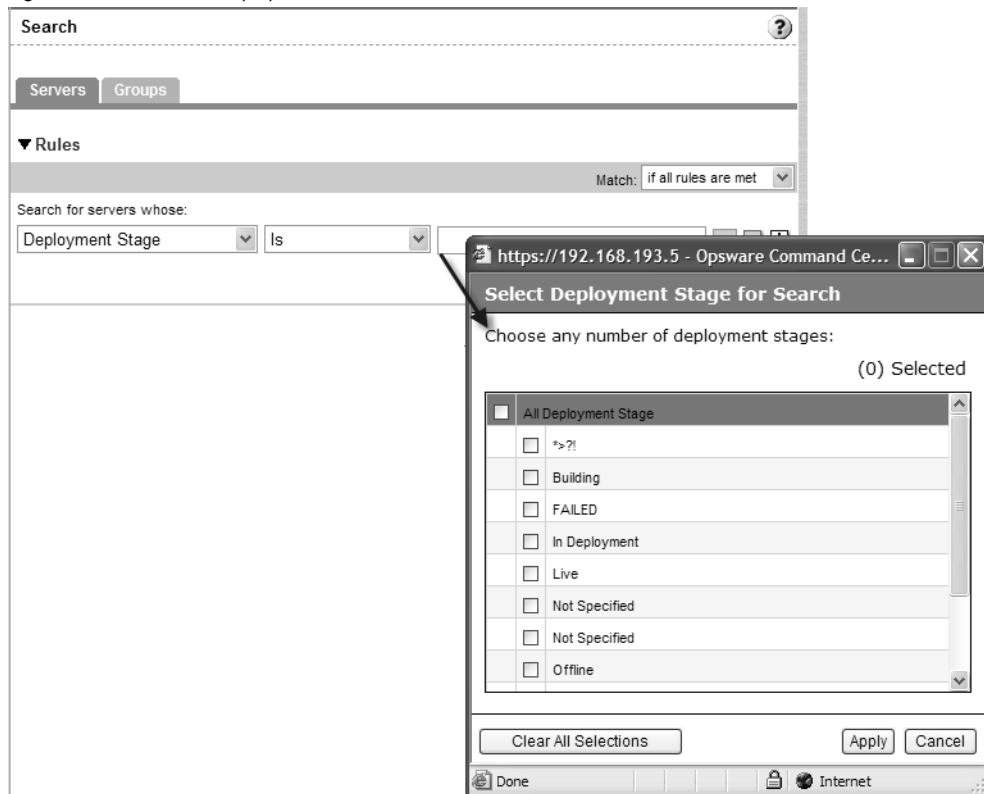 Search
?
Servers Groups
▼ Rules
Match: if all rules are met
Search for servers whose:
Deployment Stage Is
https://192.168.193.5 - Opsware Command Ce...
Select Deployment Stage for Search
Choose any number of deployment stages:
(0) Selected
All Deployment Stage
*>?!
Building
FAILED
In Deployment
Live
Not Specified
Not Specified
Offline
Clear All Selections Apply Cancel
Done Internet